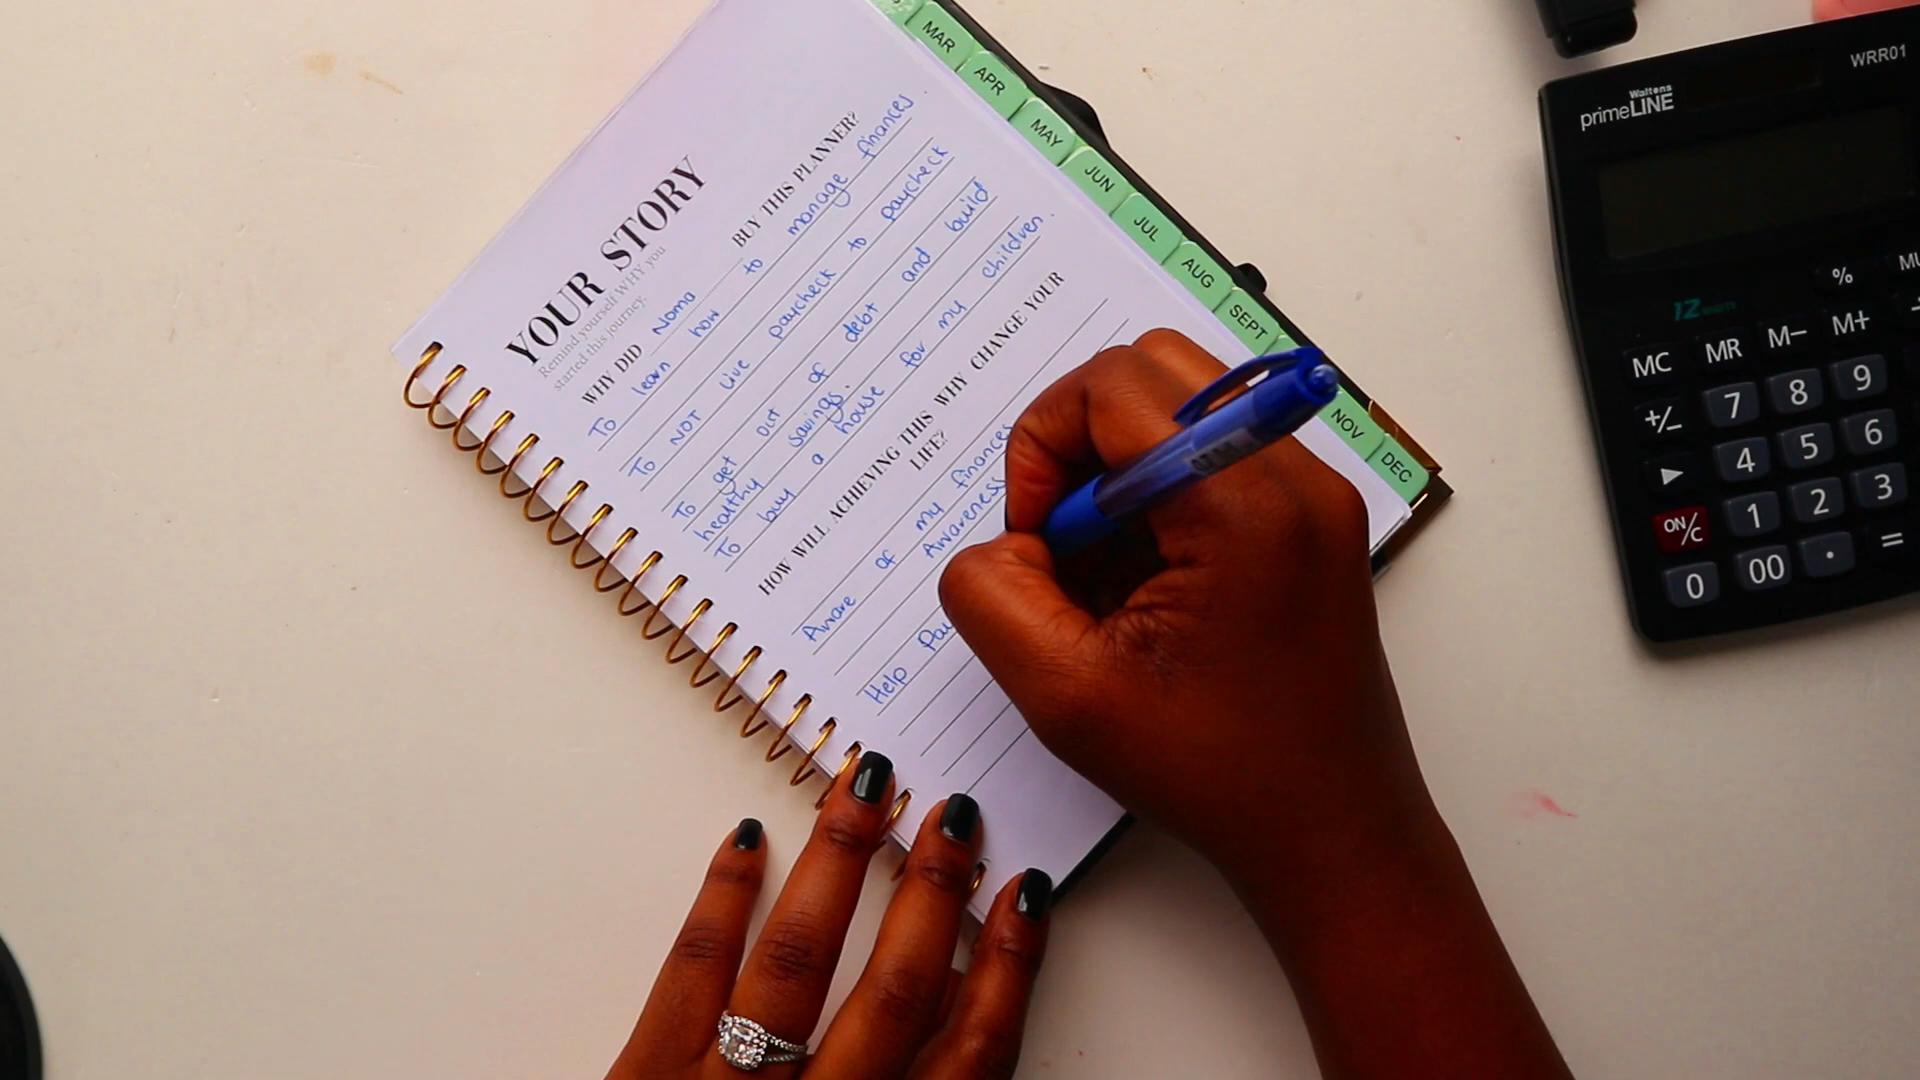 YOUR STORY
Remind yourself WHY you
started this journey.
WHY DID Noma BUY THIS PLANNER?
To learn how to manage finances.
To NOT live paycheck to paycheck
To get out of debt and build
healthy savings.
To buy a house for my children.
HOW WILL ACHIEVING THIS WHY CHANGE YOUR
LIFE?
Aware of my finances
Awareness
Help
MAR
APR
MAY
JUN
JUL
AUG
SEPT
NOV
DEC
Waltens
primeLINE
WRR01
12
%
MC MR M− M+
+/− 7 8 9
▶ 4 5 6
ON/C 1 2 3
0 00 · =